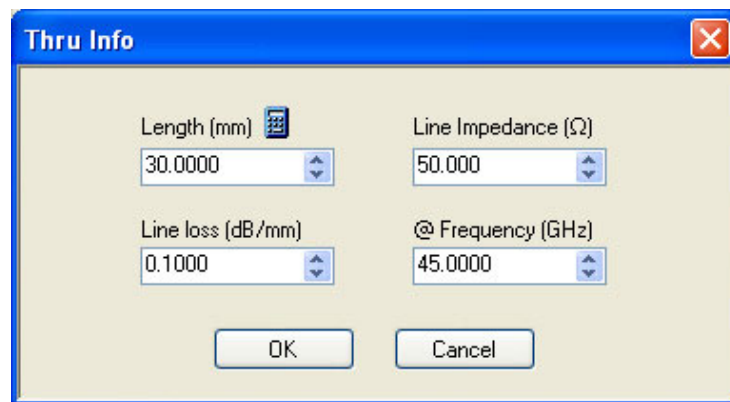 Thru Info
Length (mm)
Line Impedance (Ω)
30.0000
50.000
Line loss (dB/mm)
@ Frequency (GHz)
0.1000
45.0000
OK
Cancel